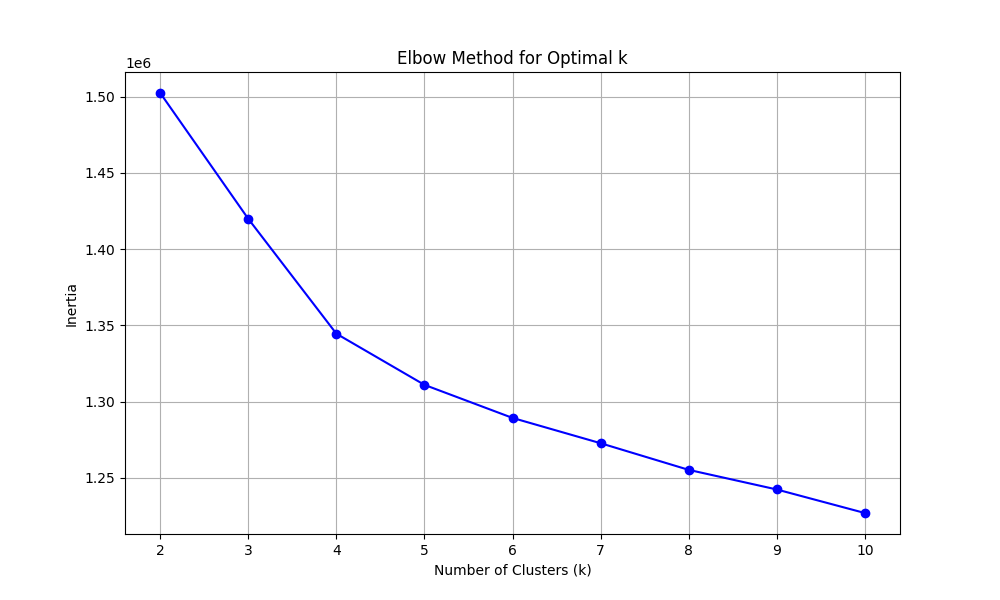 Elbow Method for Optimal k
1e6
1.50
1.45
1.40
1.35
1.30
1.25
Inertia
2 3 4 5 6 7 8 9 10
Number of Clusters (k)